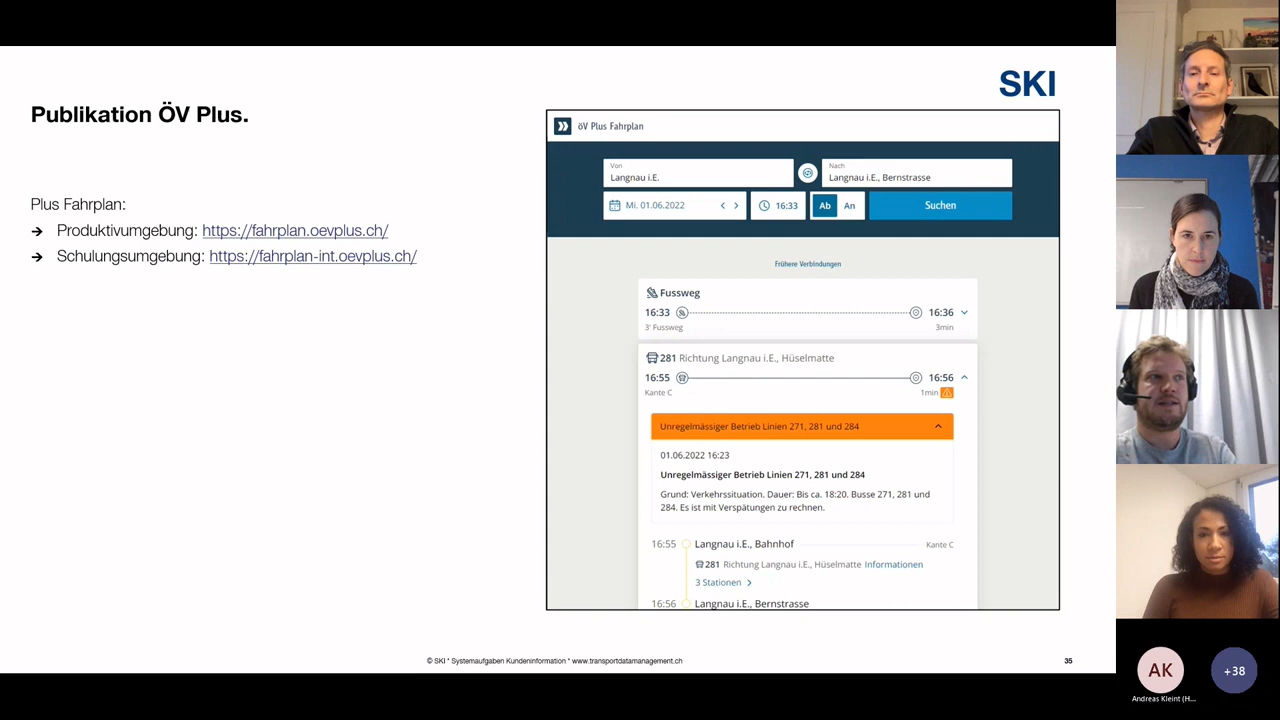 SKI
Publikation ÖV Plus.
Plus Fahrplan:
→ Produktivumgebung: https://fahrplan.oevplus.ch/
→ Schulungsumgebung: https://fahrplan-int.oevplus.ch/
öV Plus Fahrplan
Von
Langnau i.E.
Nach
Langnau i.E., Bernstrasse
Mi. 01.06.2022
16:33
Ab
An
Suchen
Frühere Verbindungen
Fussweg
16:33
16:36
3' Fussweg
3min
281 Richtung Langnau i.E., Hüselmatte
16:55
16:56
Kante C
1min
Unregelmässiger Betrieb Linien 271, 281 und 284
01.06.2022 16:23
Unregelmässiger Betrieb Linien 271, 281 und 284
Grund: Verkehrssituation. Dauer: Bis ca. 18:20. Busse 271, 281 und
284. Es ist mit Verspätungen zu rechnen.
16:55 Langnau i.E., Bahnhof Kante C
281 Richtung Langnau i.E., Hüselmatte Informationen
3 Stationen
16:56 Langnau i.E., Bernstrasse
© SKI * Systemaufgaben Kundeninformation * www.transportdatamanagement.ch
35
AK
+38
Andreas Kleint (H...